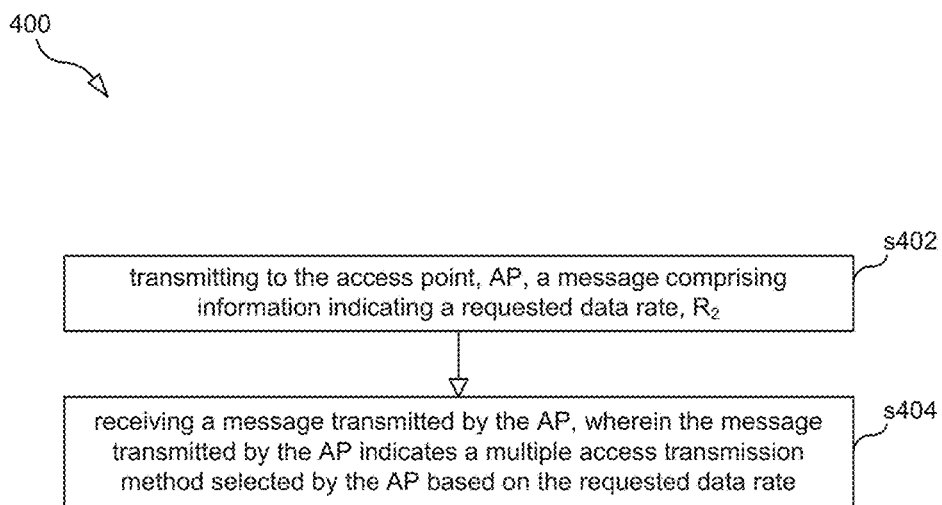 400
s402
transmitting to the access point, AP, a message comprising
information indicating a requested data rate, R₂
s404
receiving a message transmitted by the AP, wherein the message
transmitted by the AP indicates a multiple access transmission
method selected by the AP based on the requested data rate